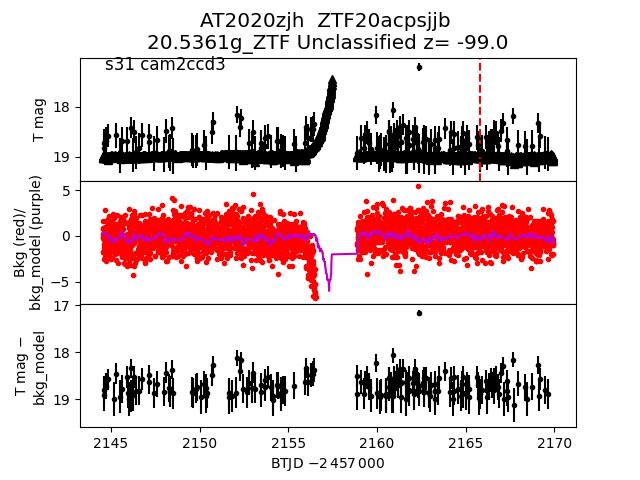 AT2020zjh  ZTF20acpsjjb
20.5361g_ZTF Unclassified z= -99.0
s31 cam2ccd3
18
19
T mag
5
0
−5
Bkg (red)/
bkg_model (purple)
17
18
19
T mag −
bkg_model
2145 2150 2155 2160 2165 2170
BTJD −2 457 000